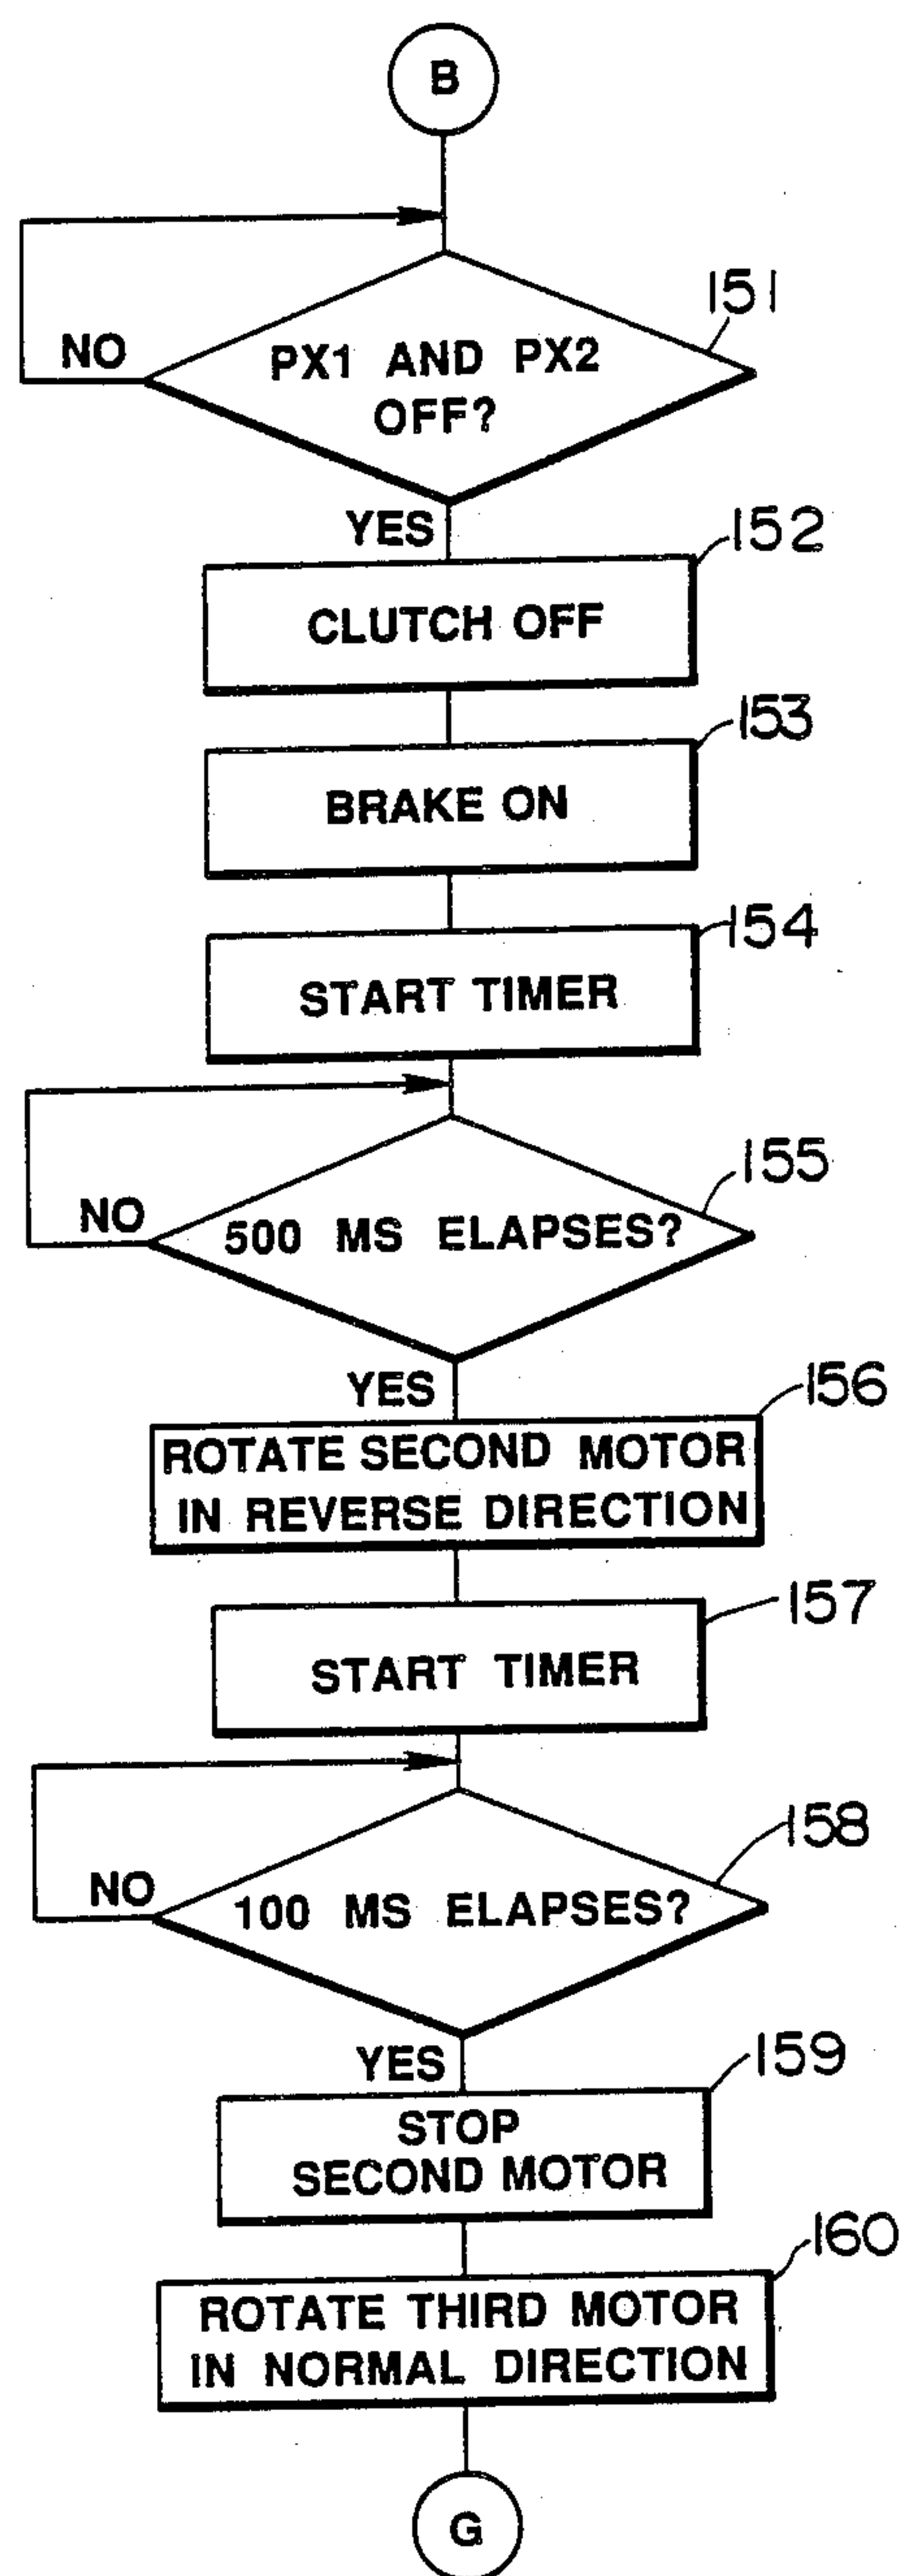 B
151
NO
PX1 AND PX2
OFF?
YES
152
CLUTCH OFF
153
BRAKE ON
154
START TIMER
155
NO
500 MS ELAPSES?
YES
156
ROTATE SECOND MOTOR
IN REVERSE DIRECTION
157
START TIMER
158
NO
100 MS ELAPSES?
YES
159
STOP
SECOND MOTOR
160
ROTATE THIRD MOTOR
IN NORMAL DIRECTION
G